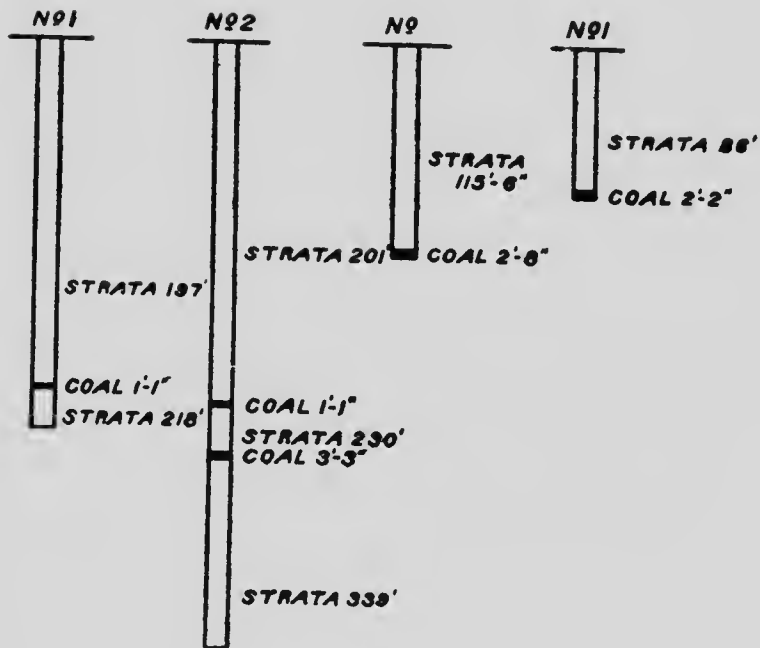 Nº1
STRATA 197'
COAL 1'-1"
STRATA 218'
Nº2
STRATA 201'
COAL 1'-1"
STRATA 230'
COAL 3'-3"
STRATA 339'
Nº
STRATA
115'-6"
COAL 2'-8"
Nº1
STRATA 86'
COAL 2'-2"